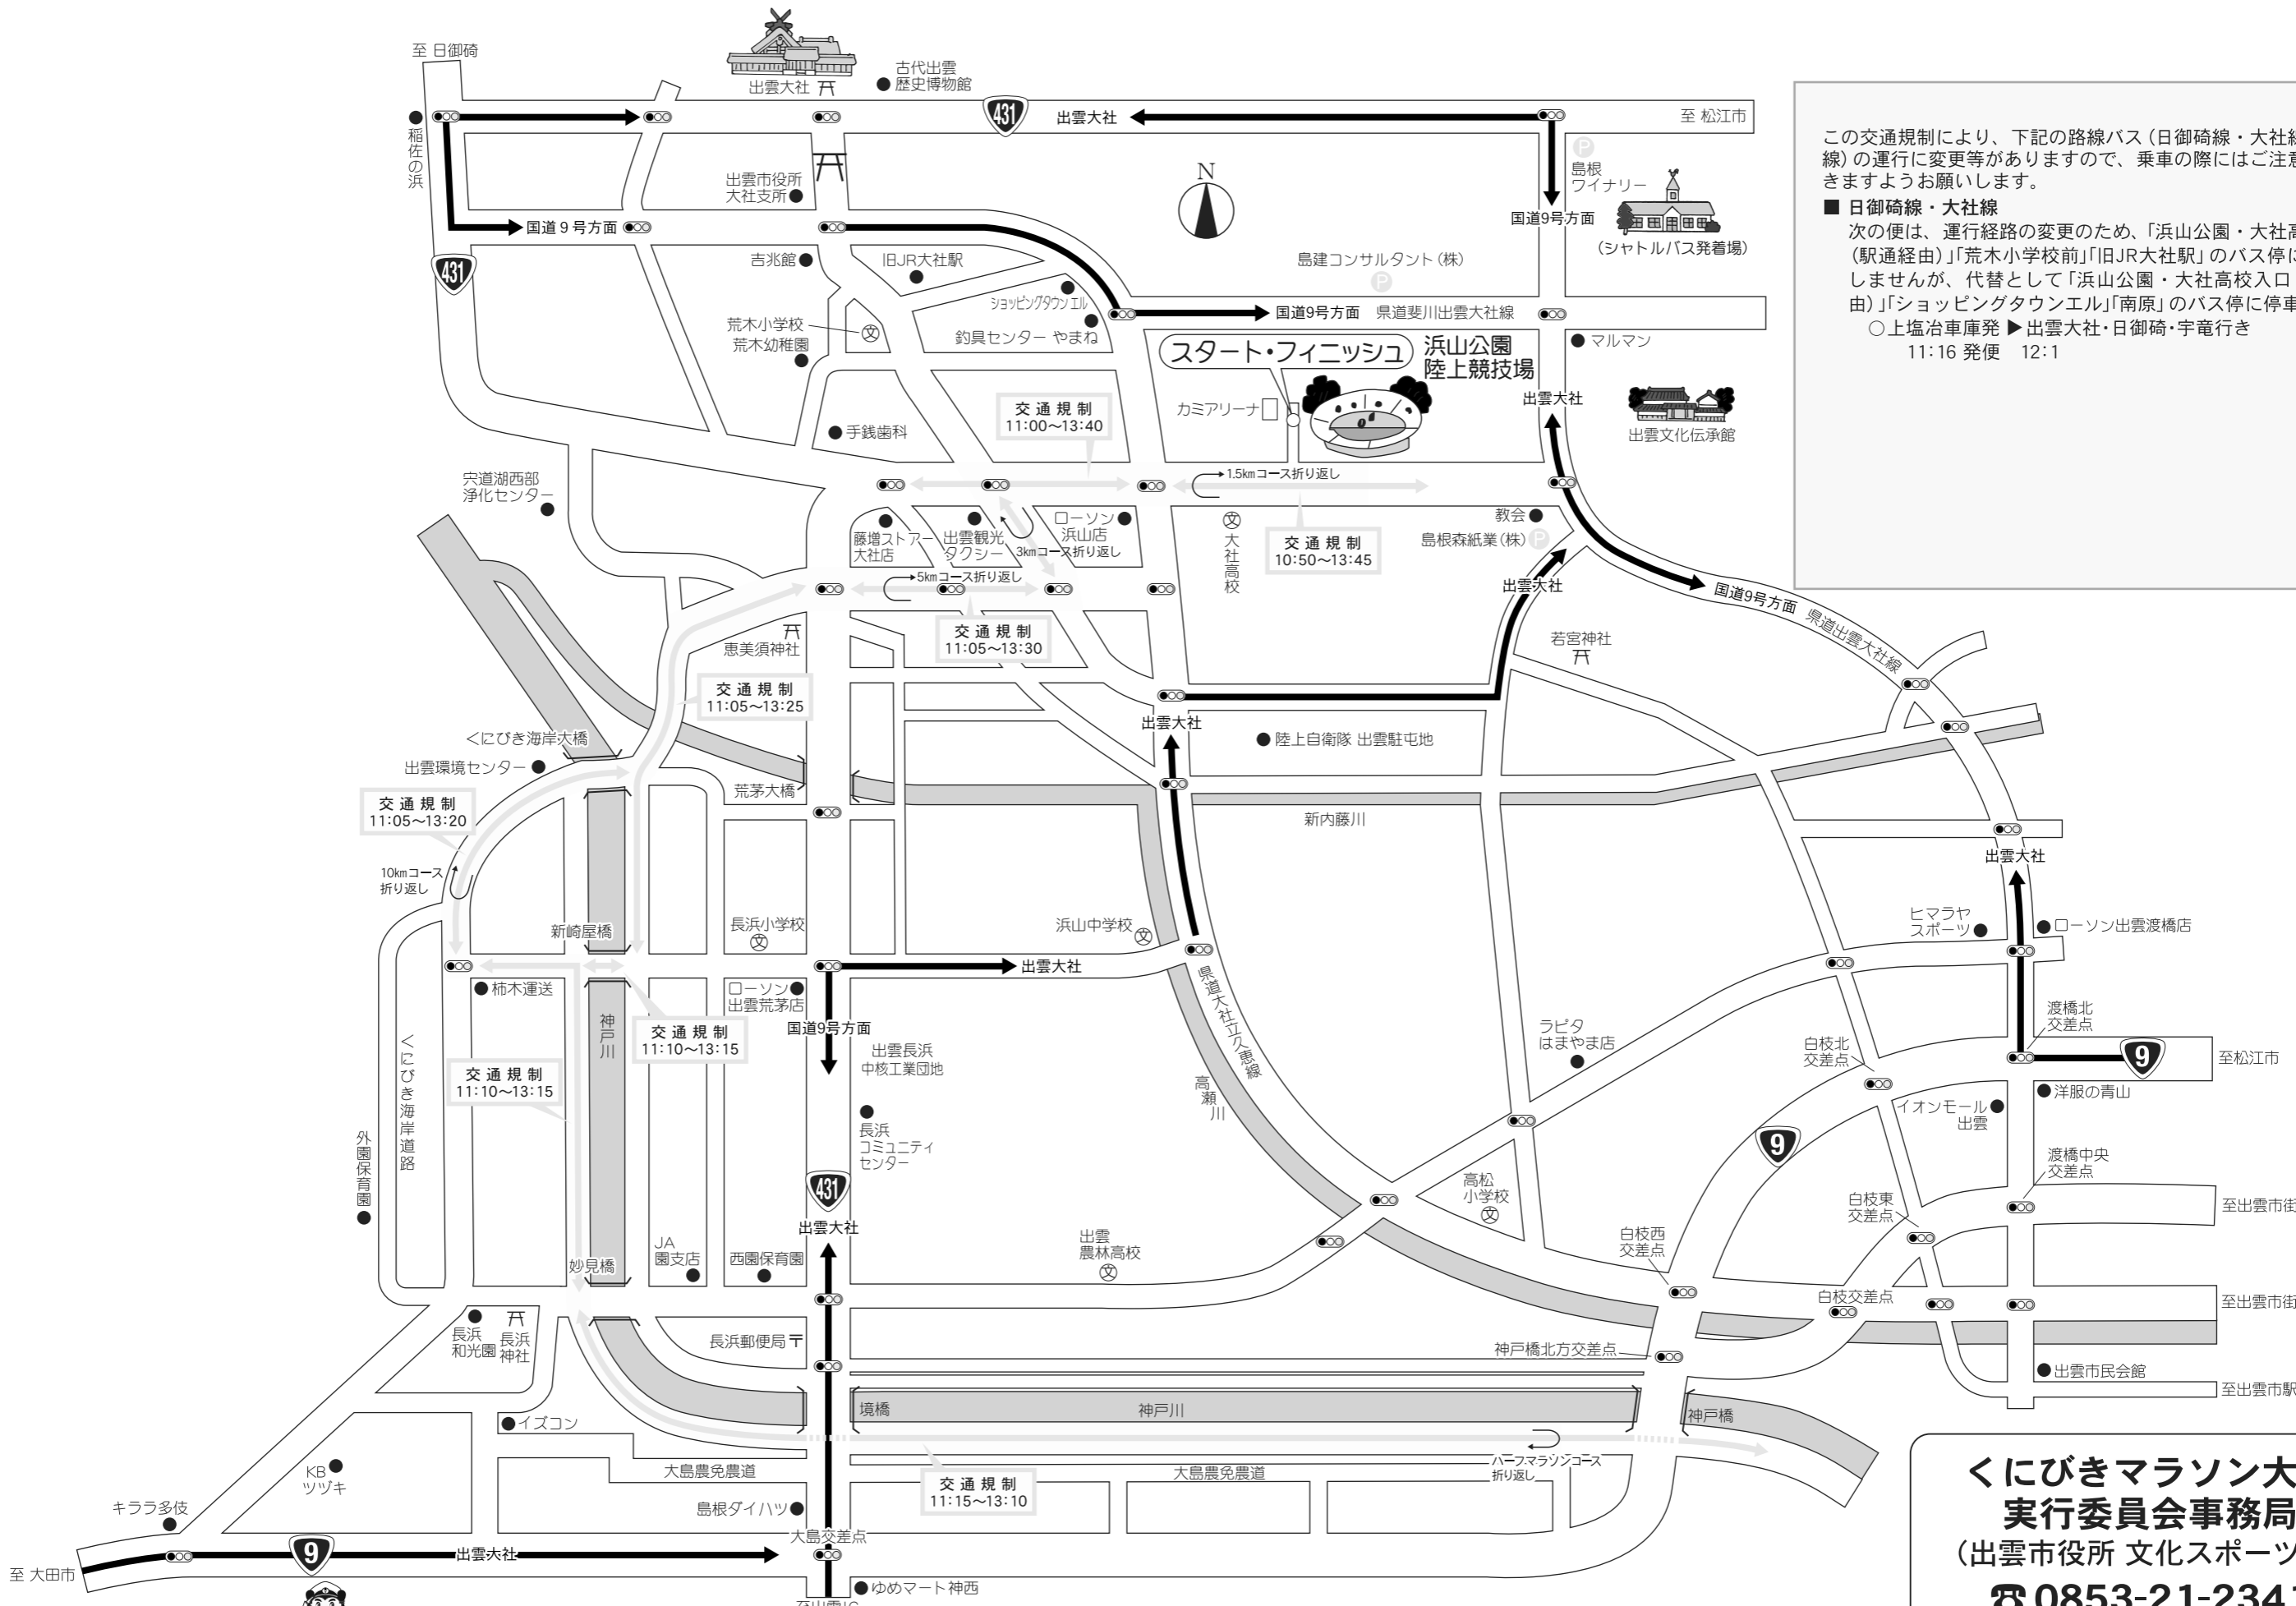 至 日御碕
出雲大社
古代出雲
歴史博物館
431
出雲大社
至 松江市
稲佐の浜
出雲市役所
大社支所
N
P
島根
ワイナリー
国道9号方面
(シャトルバス発着場)
国道９号方面
431
吉兆館
旧JR大社駅
島建コンサルタント(株)
P
ショッピングタウンエル
国道9号方面
県道斐川出雲大社線
荒木小学校
文
荒木幼稚園
釣具センター やまね
マルマン
スタート・フィニッシュ
浜山公園
陸上競技場
カミアリーナ
出雲大社
出雲文化伝承館
交通規制
11:00〜13:40
手銭歯科
1.5kmコース折り返し
宍道湖西部
浄化センター
藤増ストアー
大社店
出雲観光
タクシー
ローソン
浜山店
3kmコース折り返し
文
大社高校
交通規制
10:50〜13:45
教会
島根森紙業(株)
P
出雲大社
5kmコース折り返し
国道9号方面
県道出雲大社線
交通規制
11:05〜13:30
恵美須神社
若宮神社
交通規制
11:05〜13:25
くにびき海岸大橋
出雲環境センター
出雲大社
陸上自衛隊 出雲駐屯地
荒茅大橋
交通規制
11:05〜13:20
新内藤川
出雲大社
10kmコース
折り返し
新崎屋橋
長浜小学校
文
浜山中学校
文
ヒマラヤ
スポーツ
ローソン出雲渡橋店
出雲大社
柿木運送
ローソン
出雲荒茅店
神戸川
交通規制
11:10〜13:15
国道9号方面
県道大社立久恵線
渡橋北
交差点
くにびき海岸道路
交通規制
11:10〜13:15
出雲長浜
中核工業団地
高瀬川
ラピタ
はまやま店
白枝北
交差点
9
至松江市
洋服の青山
イオンモール
出雲
外園保育園
長浜
コミュニティ
センター
9
渡橋中央
交差点
431
出雲大社
高松
小学校
文
白枝東
交差点
至出雲市街
JA
園支店
西園保育園
出雲
農林高校
文
白枝西
交差点
妙見橋
白枝交差点
至出雲市街
長浜
和光園
長浜
神社
長浜郵便局〒
神戸橋北方交差点
出雲市民会館
至出雲市駅
境橋
神戸川
神戸橋
イズコン
大島農免農道
大島農免農道
ハーフマラソンコース
折り返し
KB
ツヅキ
交通規制
11:15〜13:10
キララ多伎
島根ダイハツ
大島交差点
至 大田市
9
出雲大社
ゆめマート神西
この交通規制により、下記の路線バス(日御碕線・大社線
線)の運行に変更等がありますので、乗車の際にはご注意
きますようお願いします。
■ 日御碕線・大社線
次の便は、運行経路の変更のため、「浜山公園・大社高
(駅通経由)」「荒木小学校前」「旧JR大社駅」のバス停に
しませんが、代替として「浜山公園・大社高校入口
由)」「ショッピングタウンエル」「南原」のバス停に停車
○上塩冶車庫発 ▶出雲大社・日御碕・宇竜行き
11:16 発便 12:1
くにびきマラソン大
実行委員会事務局
(出雲市役所 文化スポーツ
☎ 0853-21-234